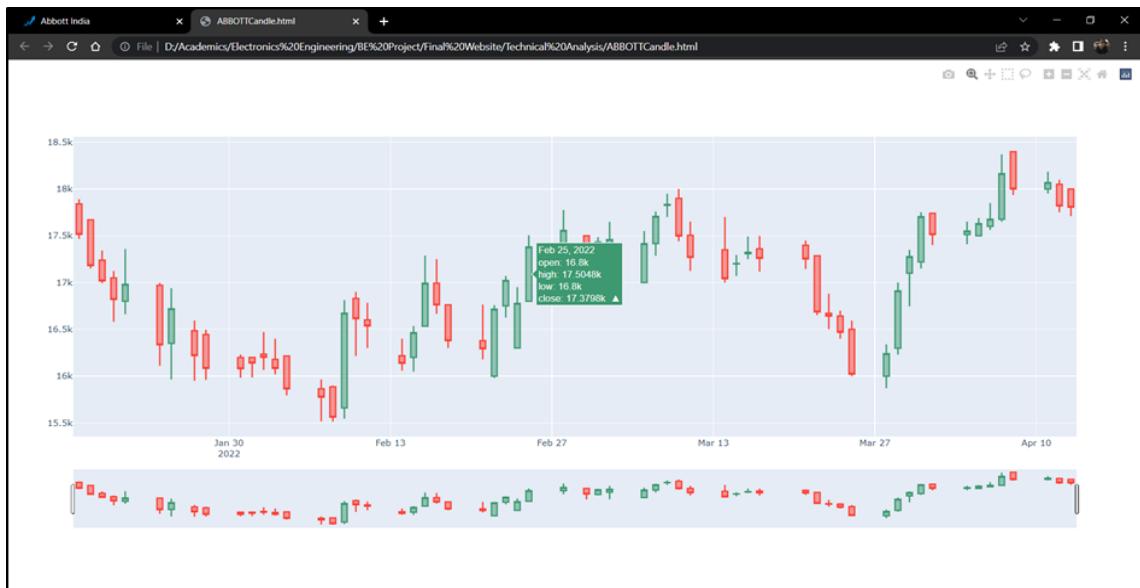 Abbott India
ABBOTTCandle.html
File | D:/Academics/Electronics%20Engineering/BE%20Project/Final%20Website/Technical%20Analysis/ABBOTTCandle.html
18.5k
18k
17.5k
17k
16.5k
16k
15.5k
Feb 25, 2022
open: 16.8k
high: 17.5048k
low: 16.8k
close: 17.3798k ▲
Jan 30 Feb 13 Feb 27 Mar 13 Mar 27 Apr 10
2022